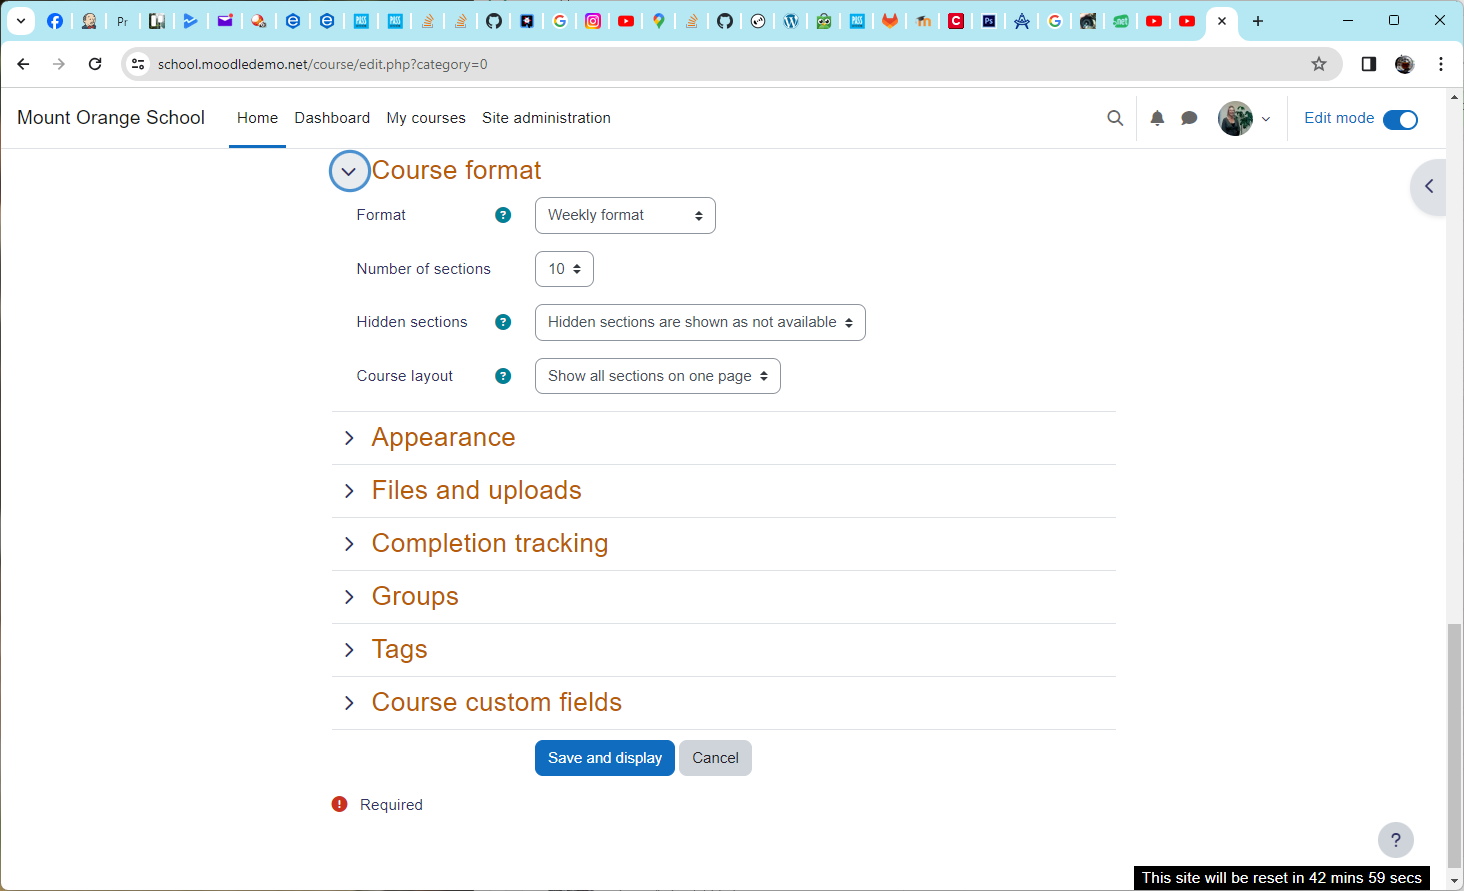 school.moodledemo.net/course/edit.php?category=0
Mount Orange School Home Dashboard My courses Site administration Edit mode
Course format
Format ? Weekly format
Number of sections 10
Hidden sections ? Hidden sections are shown as not available
Course layout ? Show all sections on one page
Appearance
Files and uploads
Completion tracking
Groups
Tags
Course custom fields
Save and display Cancel
! Required
?
This site will be reset in 42 mins 59 secs